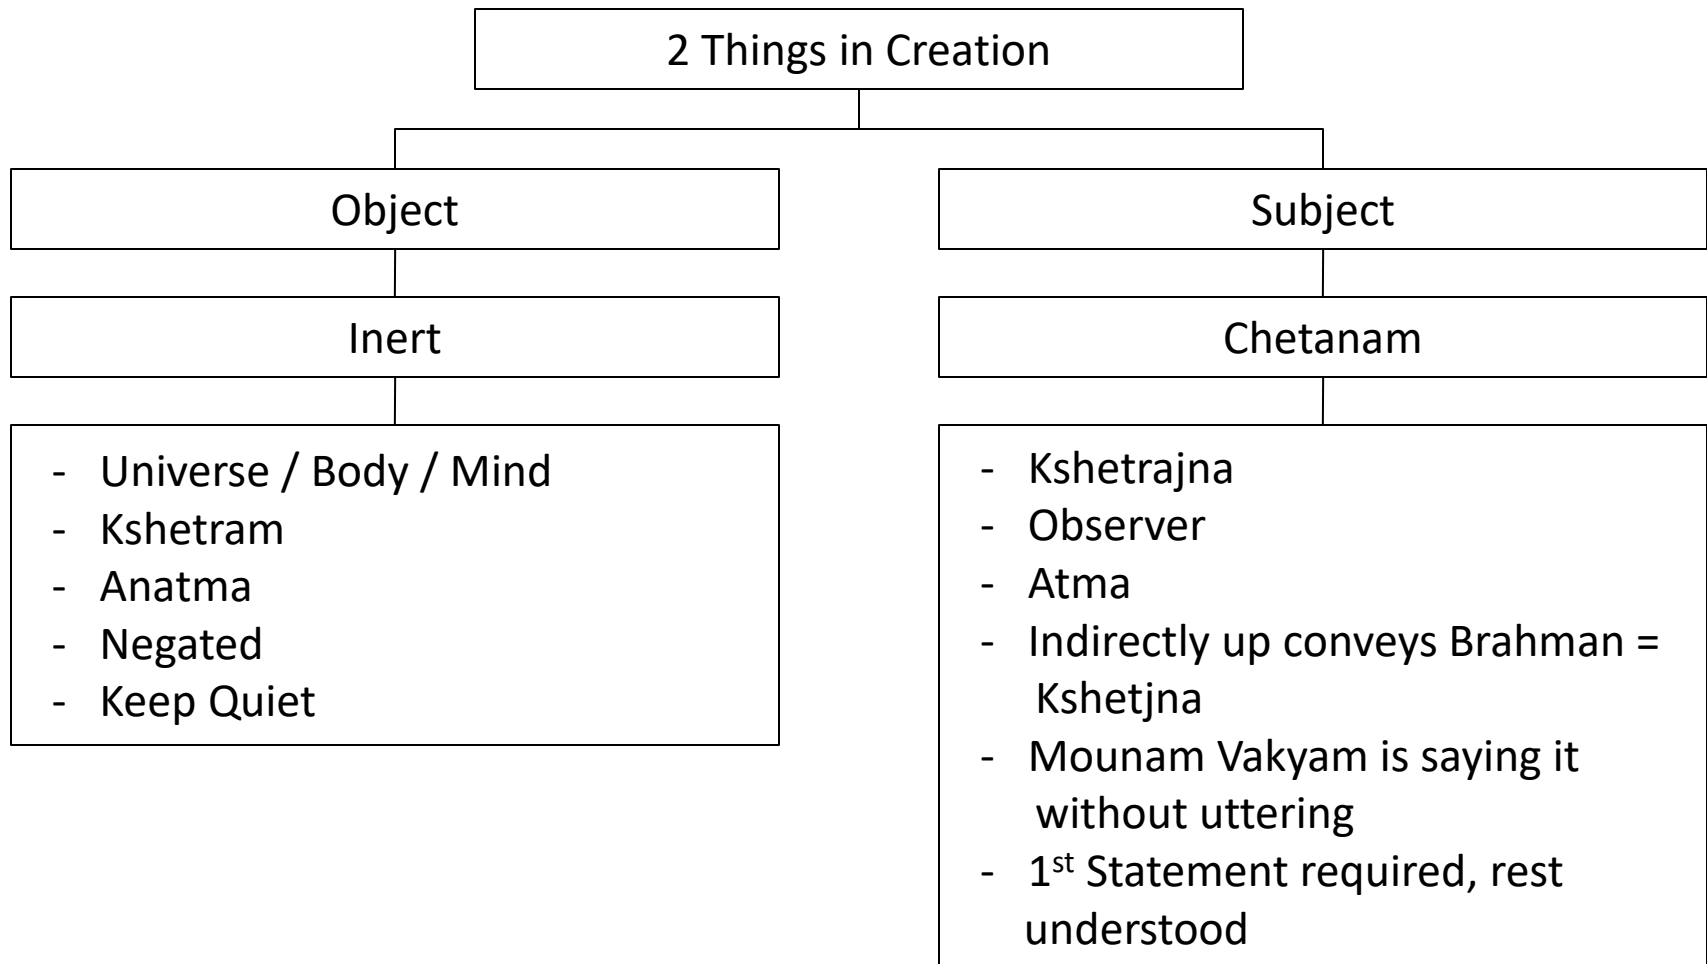 2 Things in Creation
Object
Subject
Inert
Chetanam
- Universe / Body / Mind
- Kshetram
- Anatma
- Negated
- Keep Quiet
- Kshetrajna
- Observer
- Atma
- Indirectly up conveys Brahman =
Kshetjna
- Mounam Vakyam is saying it
without uttering
- 1st Statement required, rest
understood